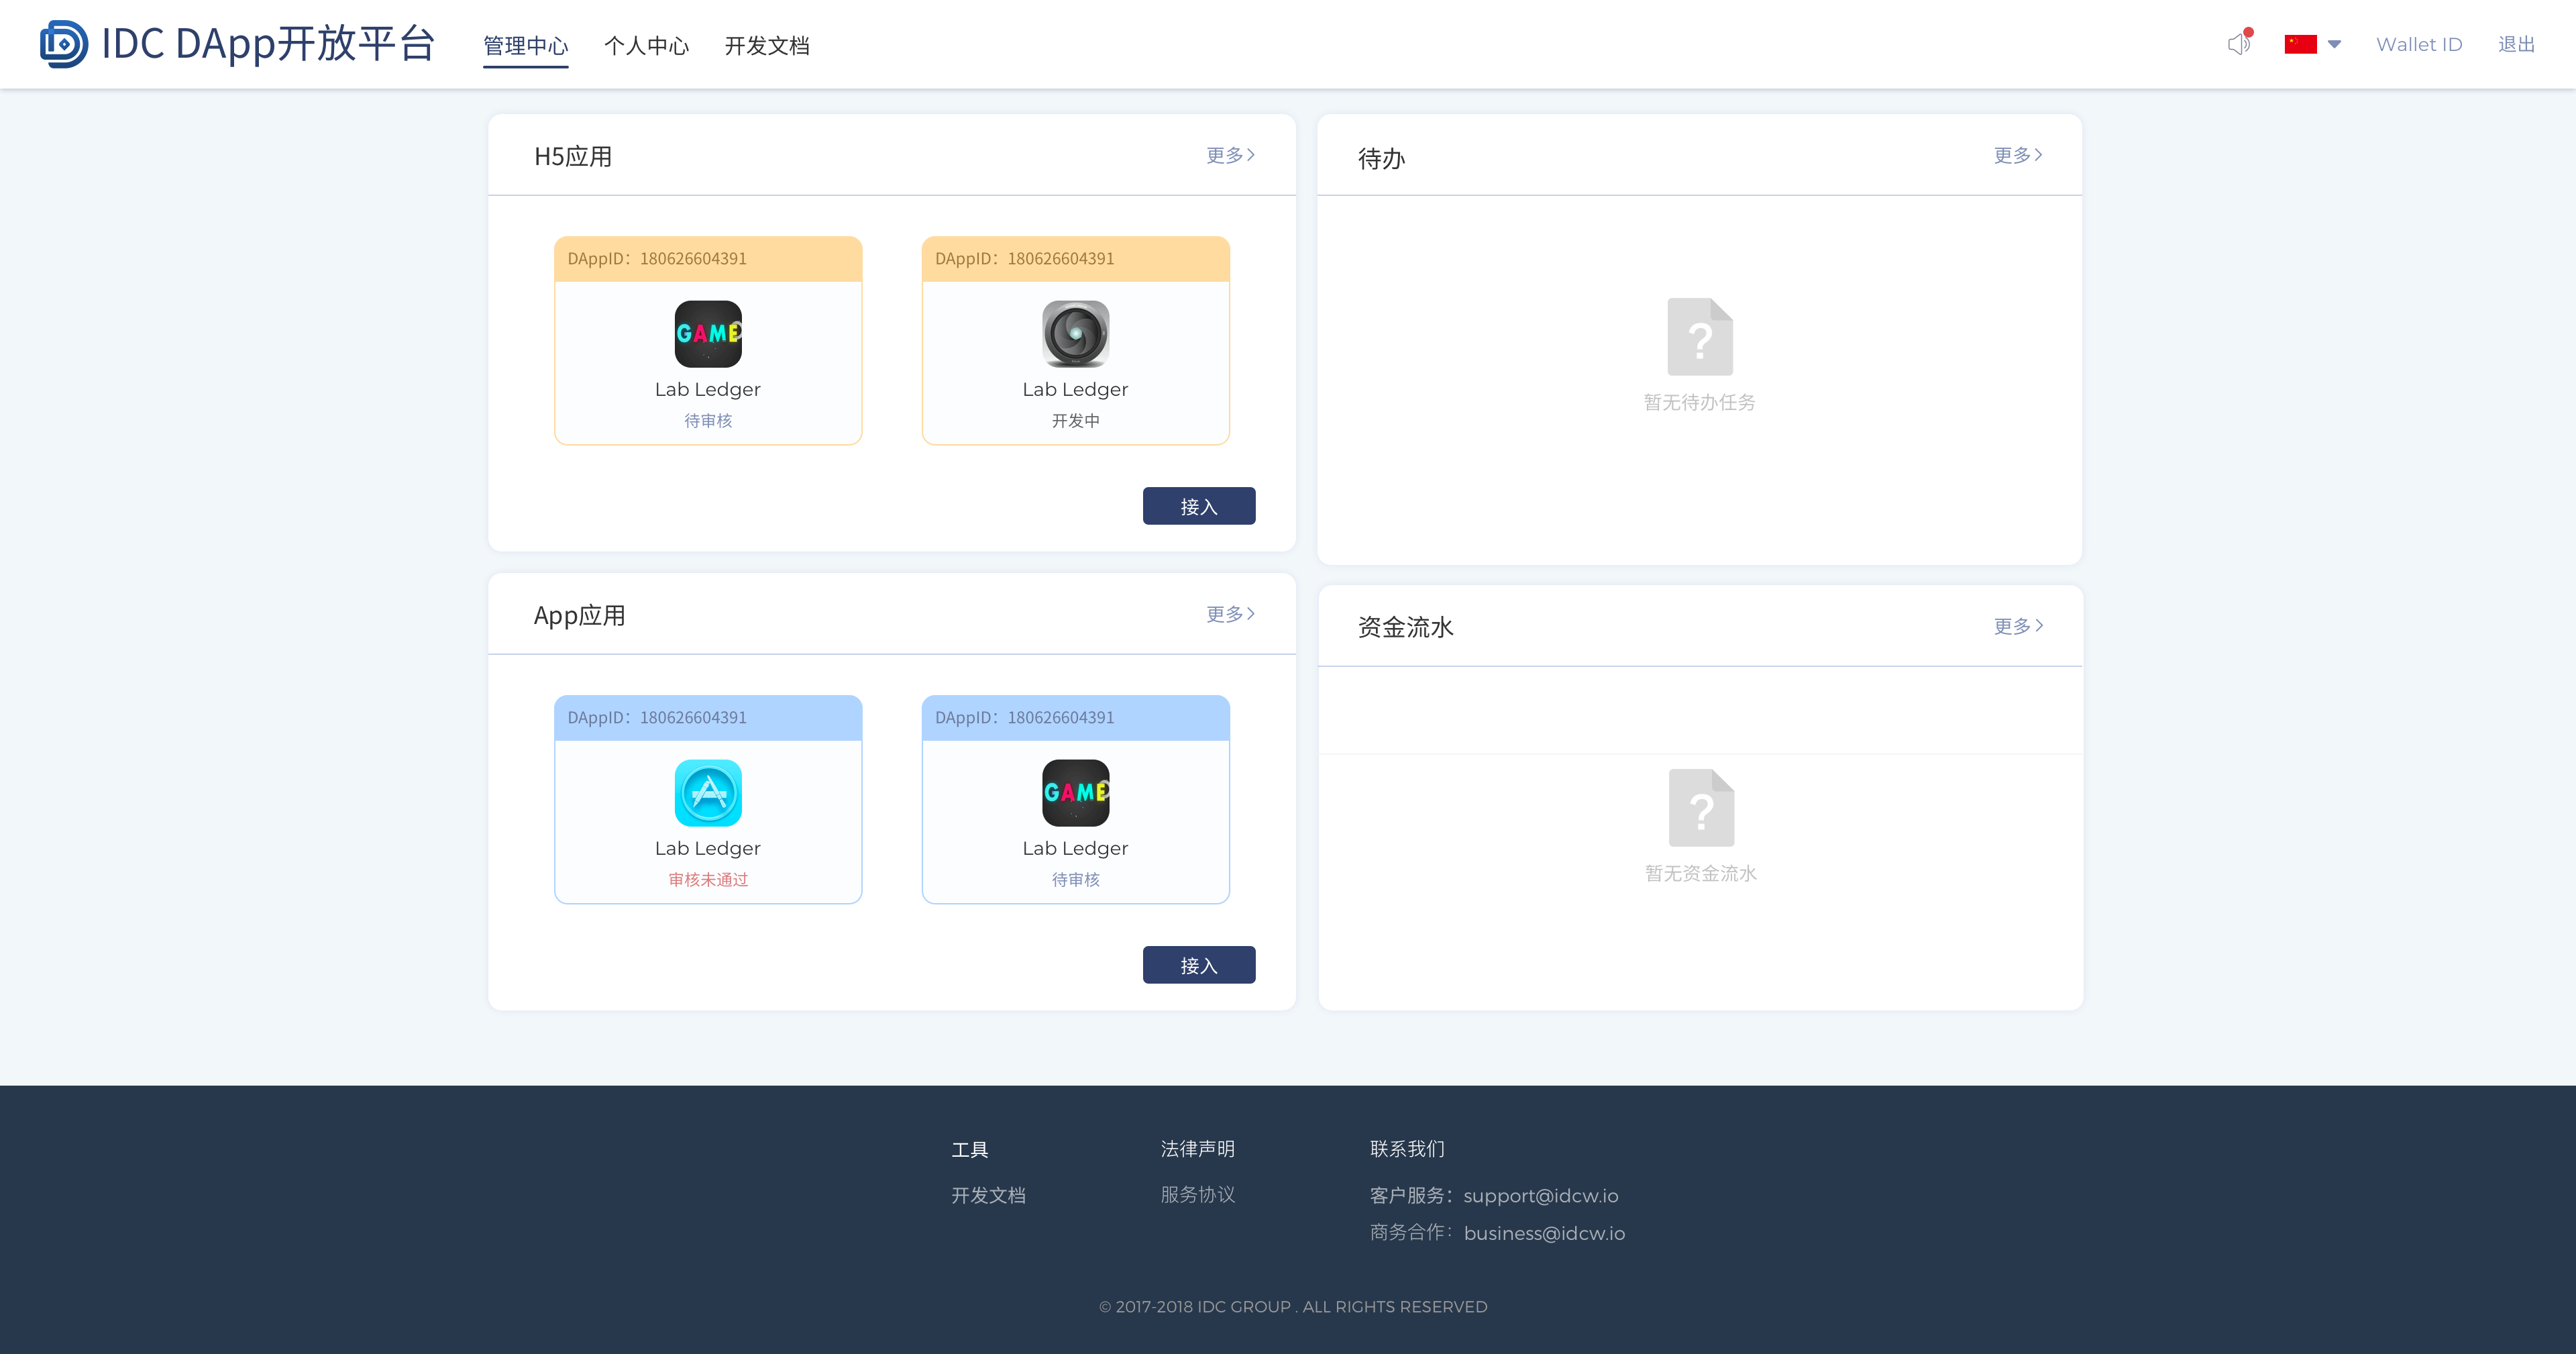 IDC DApp开放平台
管理中心 个人中心 开发文档
Wallet ID 退出
H5应用 更多
DAppID：180626604391
GAME
Lab Ledger
待审核
DAppID：180626604391
Lab Ledger
开发中
接入
待办 更多
暂无待办任务
App应用 更多
DAppID：180626604391
Lab Ledger
审核未通过
DAppID：180626604391
GAME
Lab Ledger
待审核
接入
资金流水 更多
暂无资金流水
工具
开发文档
法律声明
服务协议
联系我们
客户服务：support@idcw.io
商务合作：business@idcw.io
© 2017-2018 IDC GROUP . ALL RIGHTS RESERVED